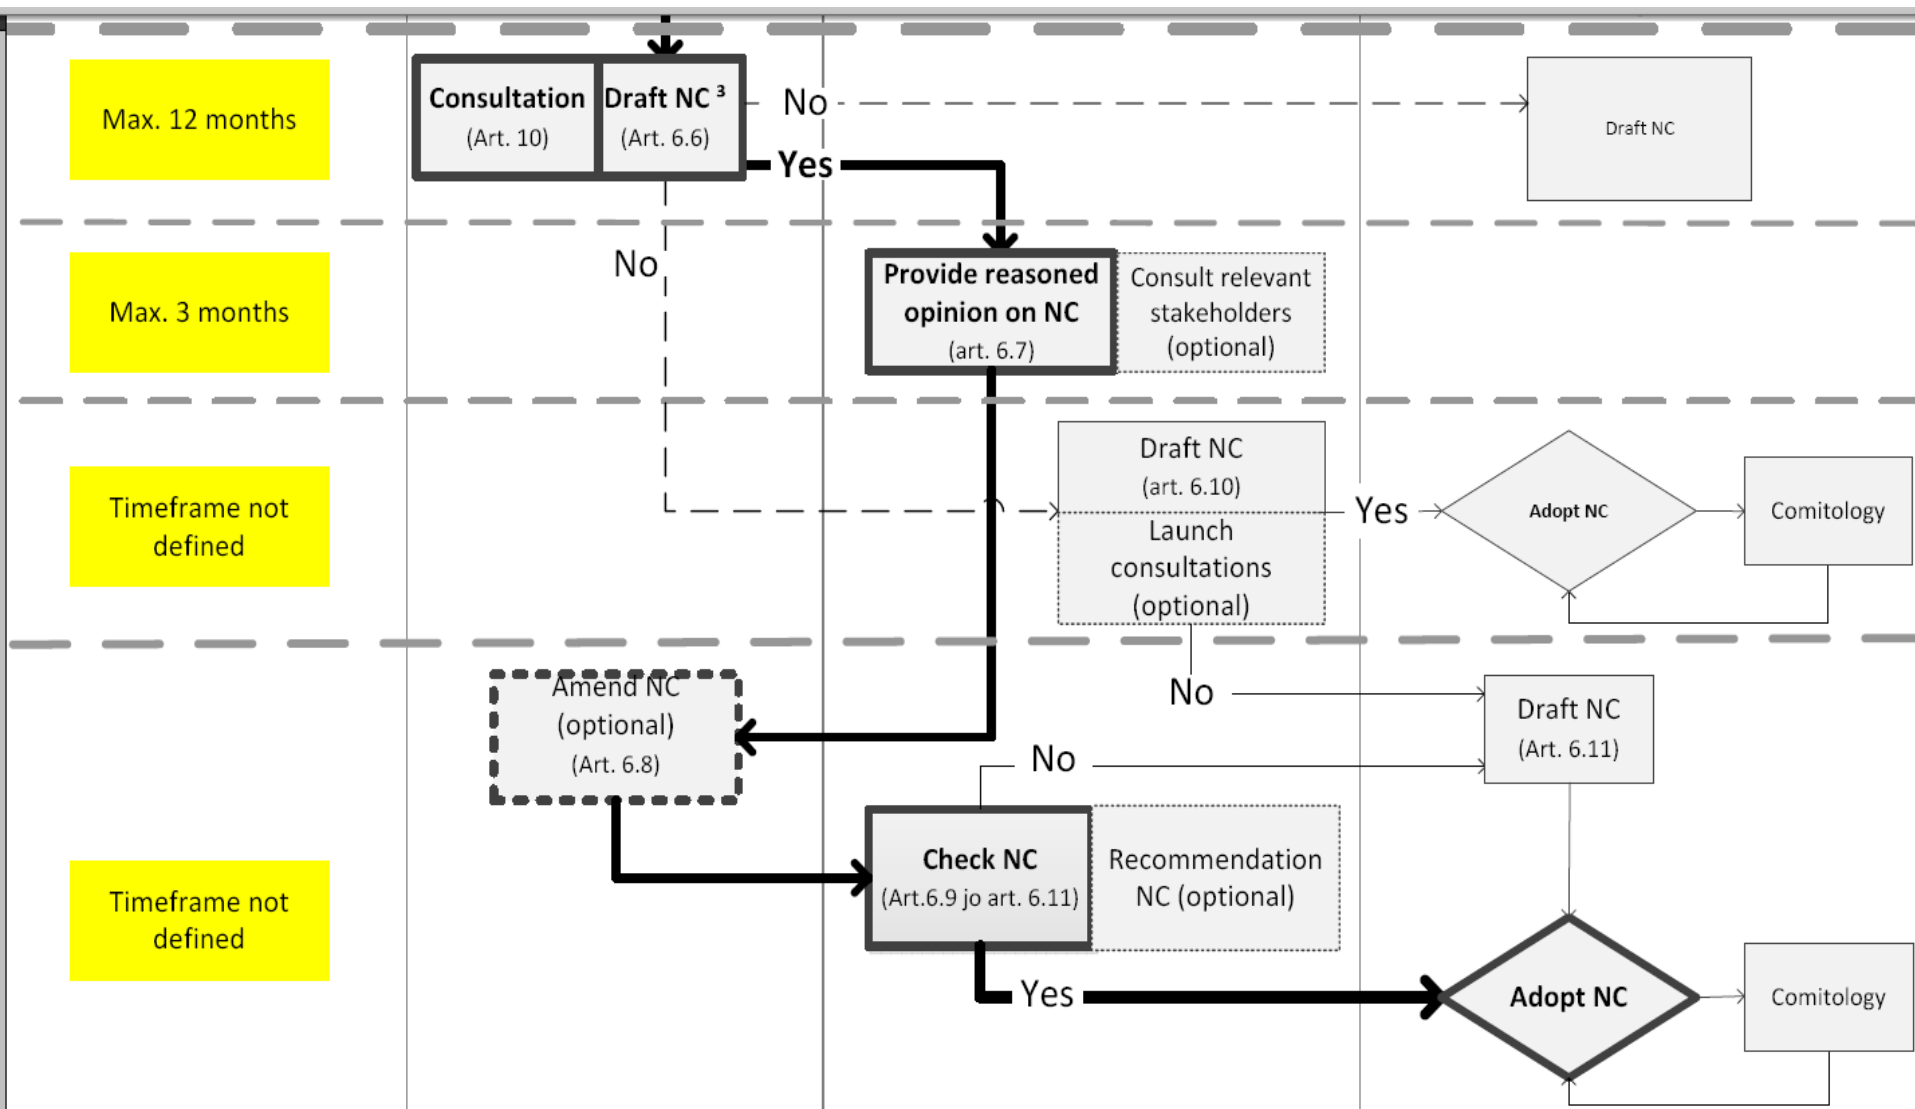 Max. 12 months
Consultation
(Art. 10)
Draft NC ³
(Art. 6.6)
No
Yes
Draft NC
No
Max. 3 months
Provide reasoned
opinion on NC
(art. 6.7)
Consult relevant
stakeholders
(optional)
Timeframe not
defined
Draft NC
(art. 6.10)
Launch
consultations
(optional)
Yes
Adopt NC
Comitology
No
Amend NC
(optional)
(Art. 6.8)
No
Draft NC
(Art. 6.11)
Timeframe not
defined
Check NC
(Art.6.9 jo art. 6.11)
Recommendation
NC (optional)
Yes
Adopt NC
Comitology